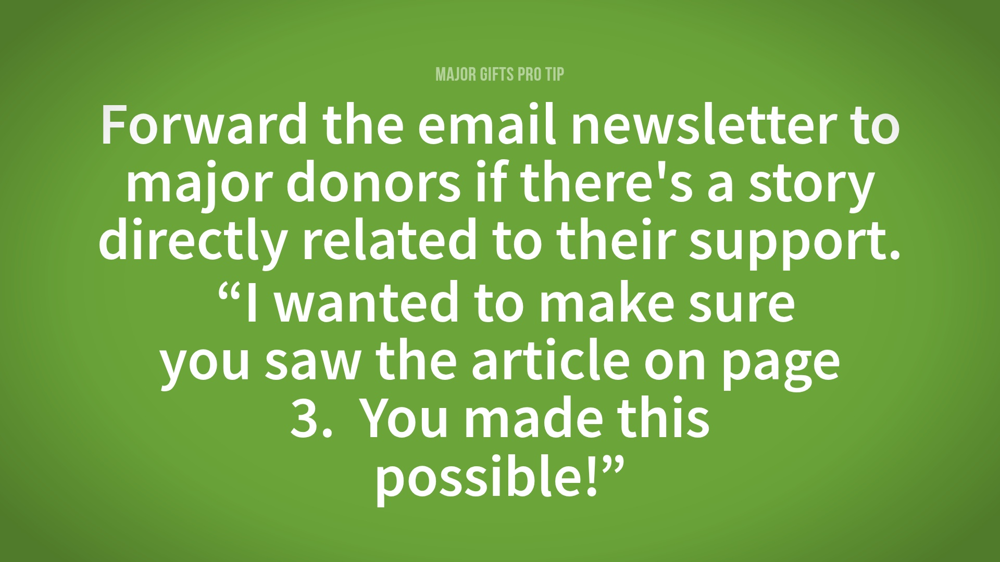 MAJOR GIFTS PRO TIP
Forward the email newsletter to
major donors if there's a story
directly related to their support.
“I wanted to make sure
you saw the article on page
3.  You made this
possible!”